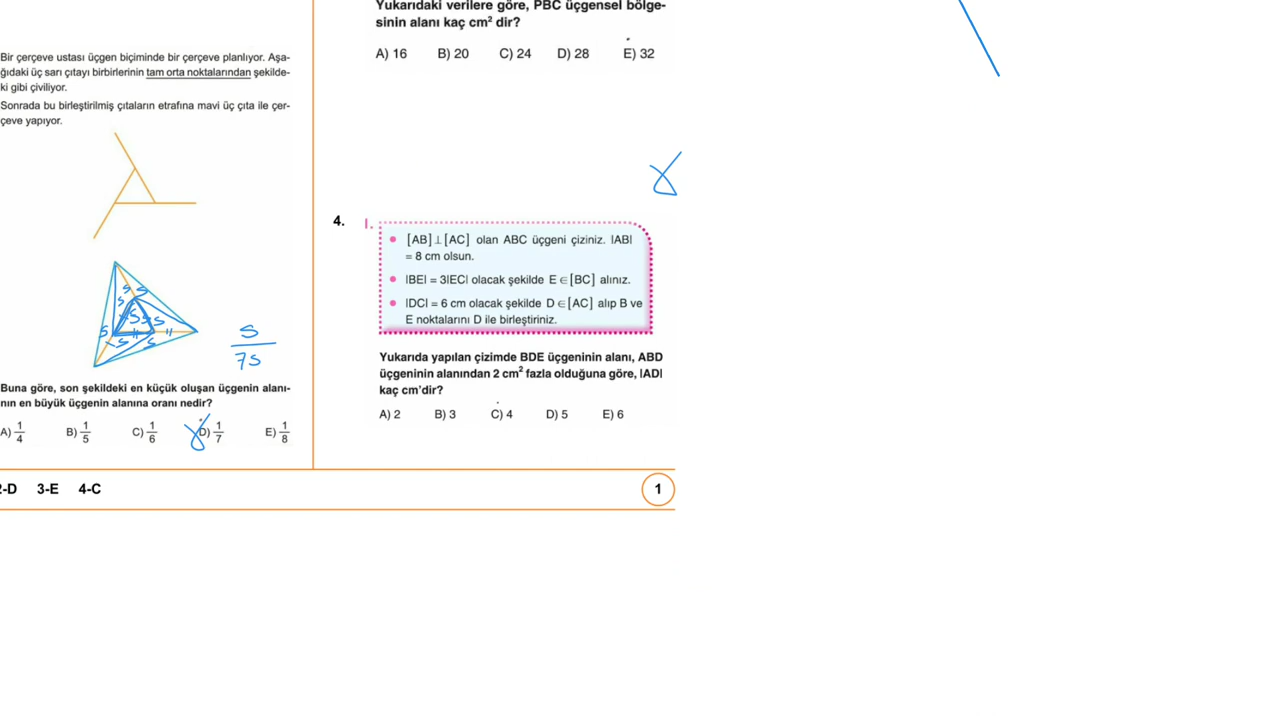 Bir çerçeve ustası üçgen biçiminde bir çerçeve planlıyor. Aşa-
ğıdaki üç sarı çıtayı birbirlerinin tam orta noktalarından şekilde-
ki gibi çiviliyor.
Sonrada bu birleştirilmiş çıtaların etrafına mavi üç çıta ile çer-
çeve yapıyor.
S
S
S
S
S
S
S
S
S
7S
Buna göre, son şekildeki en küçük oluşan üçgenin alanı-
nın en büyük üçgenin alanına oranı nedir?
A) 1/4 B) 1/5 C) 1/6 D) 1/7 E) 1/8
Yukarıdaki verilere göre, PBC üçgensel bölge-
sinin alanı kaç cm² dir?
A) 16 B) 20 C) 24 D) 28 E) 32
4. I.
• [AB]⊥[AC] olan ABC üçgeni çiziniz. |AB|
= 8 cm olsun.
• |BE| = 3|EC| olacak şekilde E∈[BC] alınız.
• |DC| = 6 cm olacak şekilde D∈[AC] alıp B ve
E noktalarını D ile birleştiriniz.
Yukarıda yapılan çizimde BDE üçgeninin alanı, ABD
üçgeninin alanından 2 cm² fazla olduğuna göre, |AD|
kaç cm'dir?
A) 2 B) 3 C) 4 D) 5 E) 6
-D 3-E 4-C
1